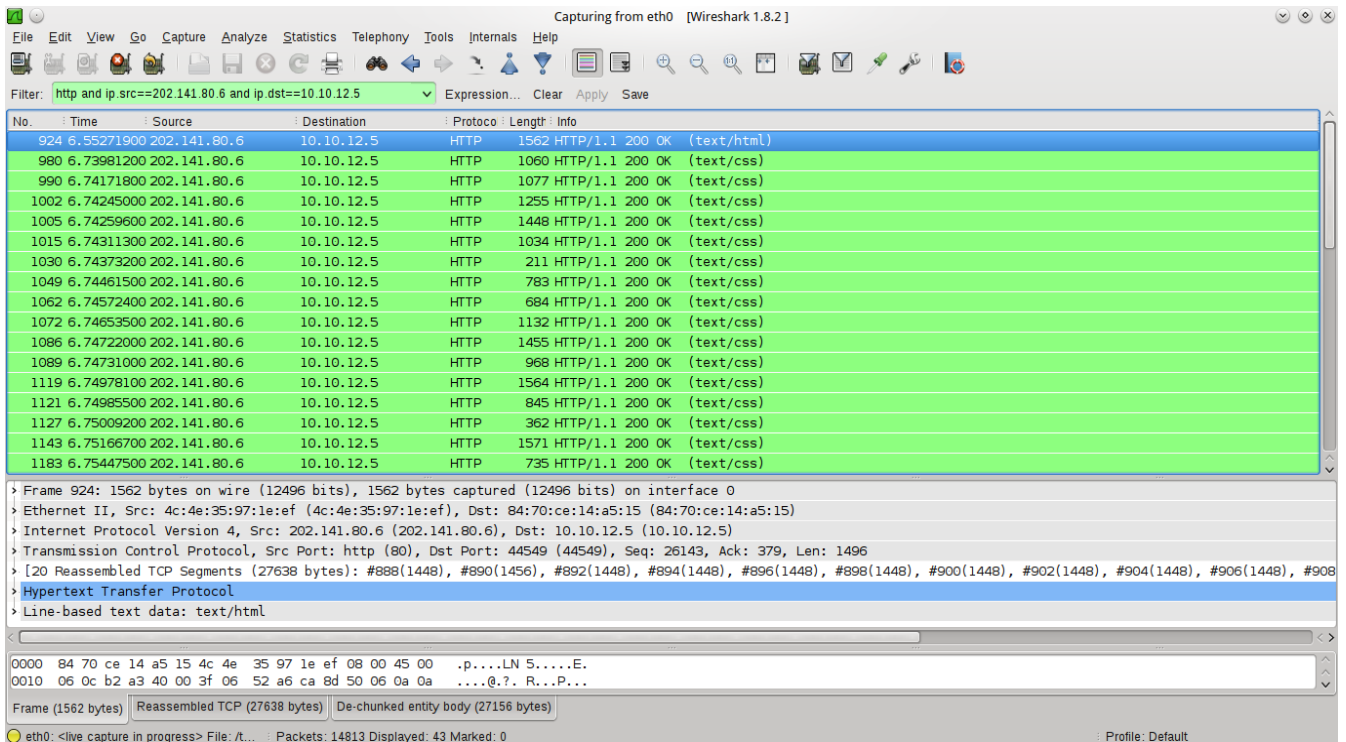 Capturing from eth0 [Wireshark 1.8.2 ]
File Edit View Go Capture Analyze Statistics Telephony Tools Internals Help
Filter: http and ip.src==202.141.80.6 and ip.dst==10.10.12.5 Expression... Clear Apply Save
No. Time Source Destination Protoco Length Info
924 6.55271900 202.141.80.6 10.10.12.5 HTTP 1562 HTTP/1.1 200 OK (text/html)
980 6.73981200 202.141.80.6 10.10.12.5 HTTP 1060 HTTP/1.1 200 OK (text/css)
990 6.74171800 202.141.80.6 10.10.12.5 HTTP 1077 HTTP/1.1 200 OK (text/css)
1002 6.74245000 202.141.80.6 10.10.12.5 HTTP 1255 HTTP/1.1 200 OK (text/css)
1005 6.74259600 202.141.80.6 10.10.12.5 HTTP 1448 HTTP/1.1 200 OK (text/css)
1015 6.74311300 202.141.80.6 10.10.12.5 HTTP 1034 HTTP/1.1 200 OK (text/css)
1030 6.74373200 202.141.80.6 10.10.12.5 HTTP 211 HTTP/1.1 200 OK (text/css)
1049 6.74461500 202.141.80.6 10.10.12.5 HTTP 783 HTTP/1.1 200 OK (text/css)
1062 6.74572400 202.141.80.6 10.10.12.5 HTTP 684 HTTP/1.1 200 OK (text/css)
1072 6.74653500 202.141.80.6 10.10.12.5 HTTP 1132 HTTP/1.1 200 OK (text/css)
1086 6.74722000 202.141.80.6 10.10.12.5 HTTP 1455 HTTP/1.1 200 OK (text/css)
1089 6.74731000 202.141.80.6 10.10.12.5 HTTP 968 HTTP/1.1 200 OK (text/css)
1119 6.74978100 202.141.80.6 10.10.12.5 HTTP 1564 HTTP/1.1 200 OK (text/css)
1121 6.74985500 202.141.80.6 10.10.12.5 HTTP 845 HTTP/1.1 200 OK (text/css)
1127 6.75009200 202.141.80.6 10.10.12.5 HTTP 362 HTTP/1.1 200 OK (text/css)
1143 6.75166700 202.141.80.6 10.10.12.5 HTTP 1571 HTTP/1.1 200 OK (text/css)
1183 6.75447500 202.141.80.6 10.10.12.5 HTTP 735 HTTP/1.1 200 OK (text/css)
Frame 924: 1562 bytes on wire (12496 bits), 1562 bytes captured (12496 bits) on interface 0
Ethernet II, Src: 4c:4e:35:97:1e:ef (4c:4e:35:97:1e:ef), Dst: 84:70:ce:14:a5:15 (84:70:ce:14:a5:15)
Internet Protocol Version 4, Src: 202.141.80.6 (202.141.80.6), Dst: 10.10.12.5 (10.10.12.5)
Transmission Control Protocol, Src Port: http (80), Dst Port: 44549 (44549), Seq: 26143, Ack: 379, Len: 1496
[20 Reassembled TCP Segments (27638 bytes): #888(1448), #890(1456), #892(1448), #894(1448), #896(1448), #898(1448), #900(1448), #902(1448), #904(1448), #906(1448), #908
Hypertext Transfer Protocol
Line-based text data: text/html
0000 84 70 ce 14 a5 15 4c 4e 35 97 1e ef 08 00 45 00 .p....LN 5.....E.
0010 06 0c b2 a3 40 00 3f 06 52 a6 ca 8d 50 06 0a 0a ....@.?. R...P...
Frame (1562 bytes) Reassembled TCP (27638 bytes) De-chunked entity body (27156 bytes)
eth0: <live capture in progress> File: /t... Packets: 14813 Displayed: 43 Marked: 0 Profile: Default